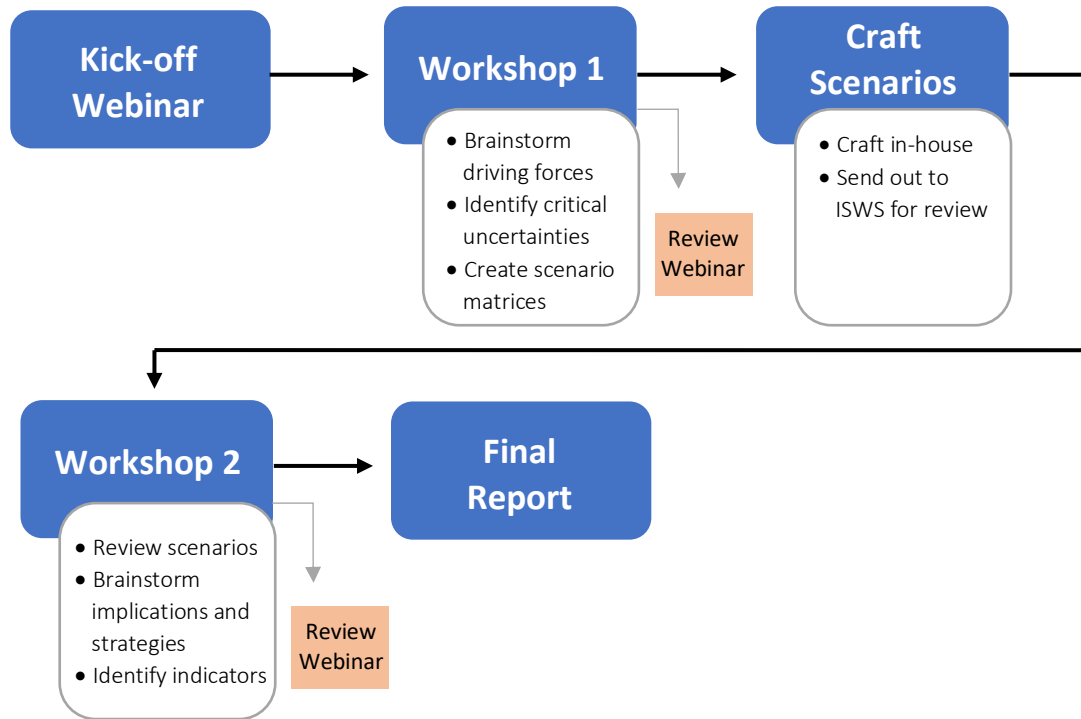 Kick-off
Webinar
Workshop 1
• Brainstorm
driving forces
• Identify critical
uncertainties
• Create scenario
matrices
Review
Webinar
Craft
Scenarios
• Craft in-house
• Send out to
ISWS for review
Workshop 2
• Review scenarios
• Brainstorm
implications and
strategies
• Identify indicators
Review
Webinar
Final
Report